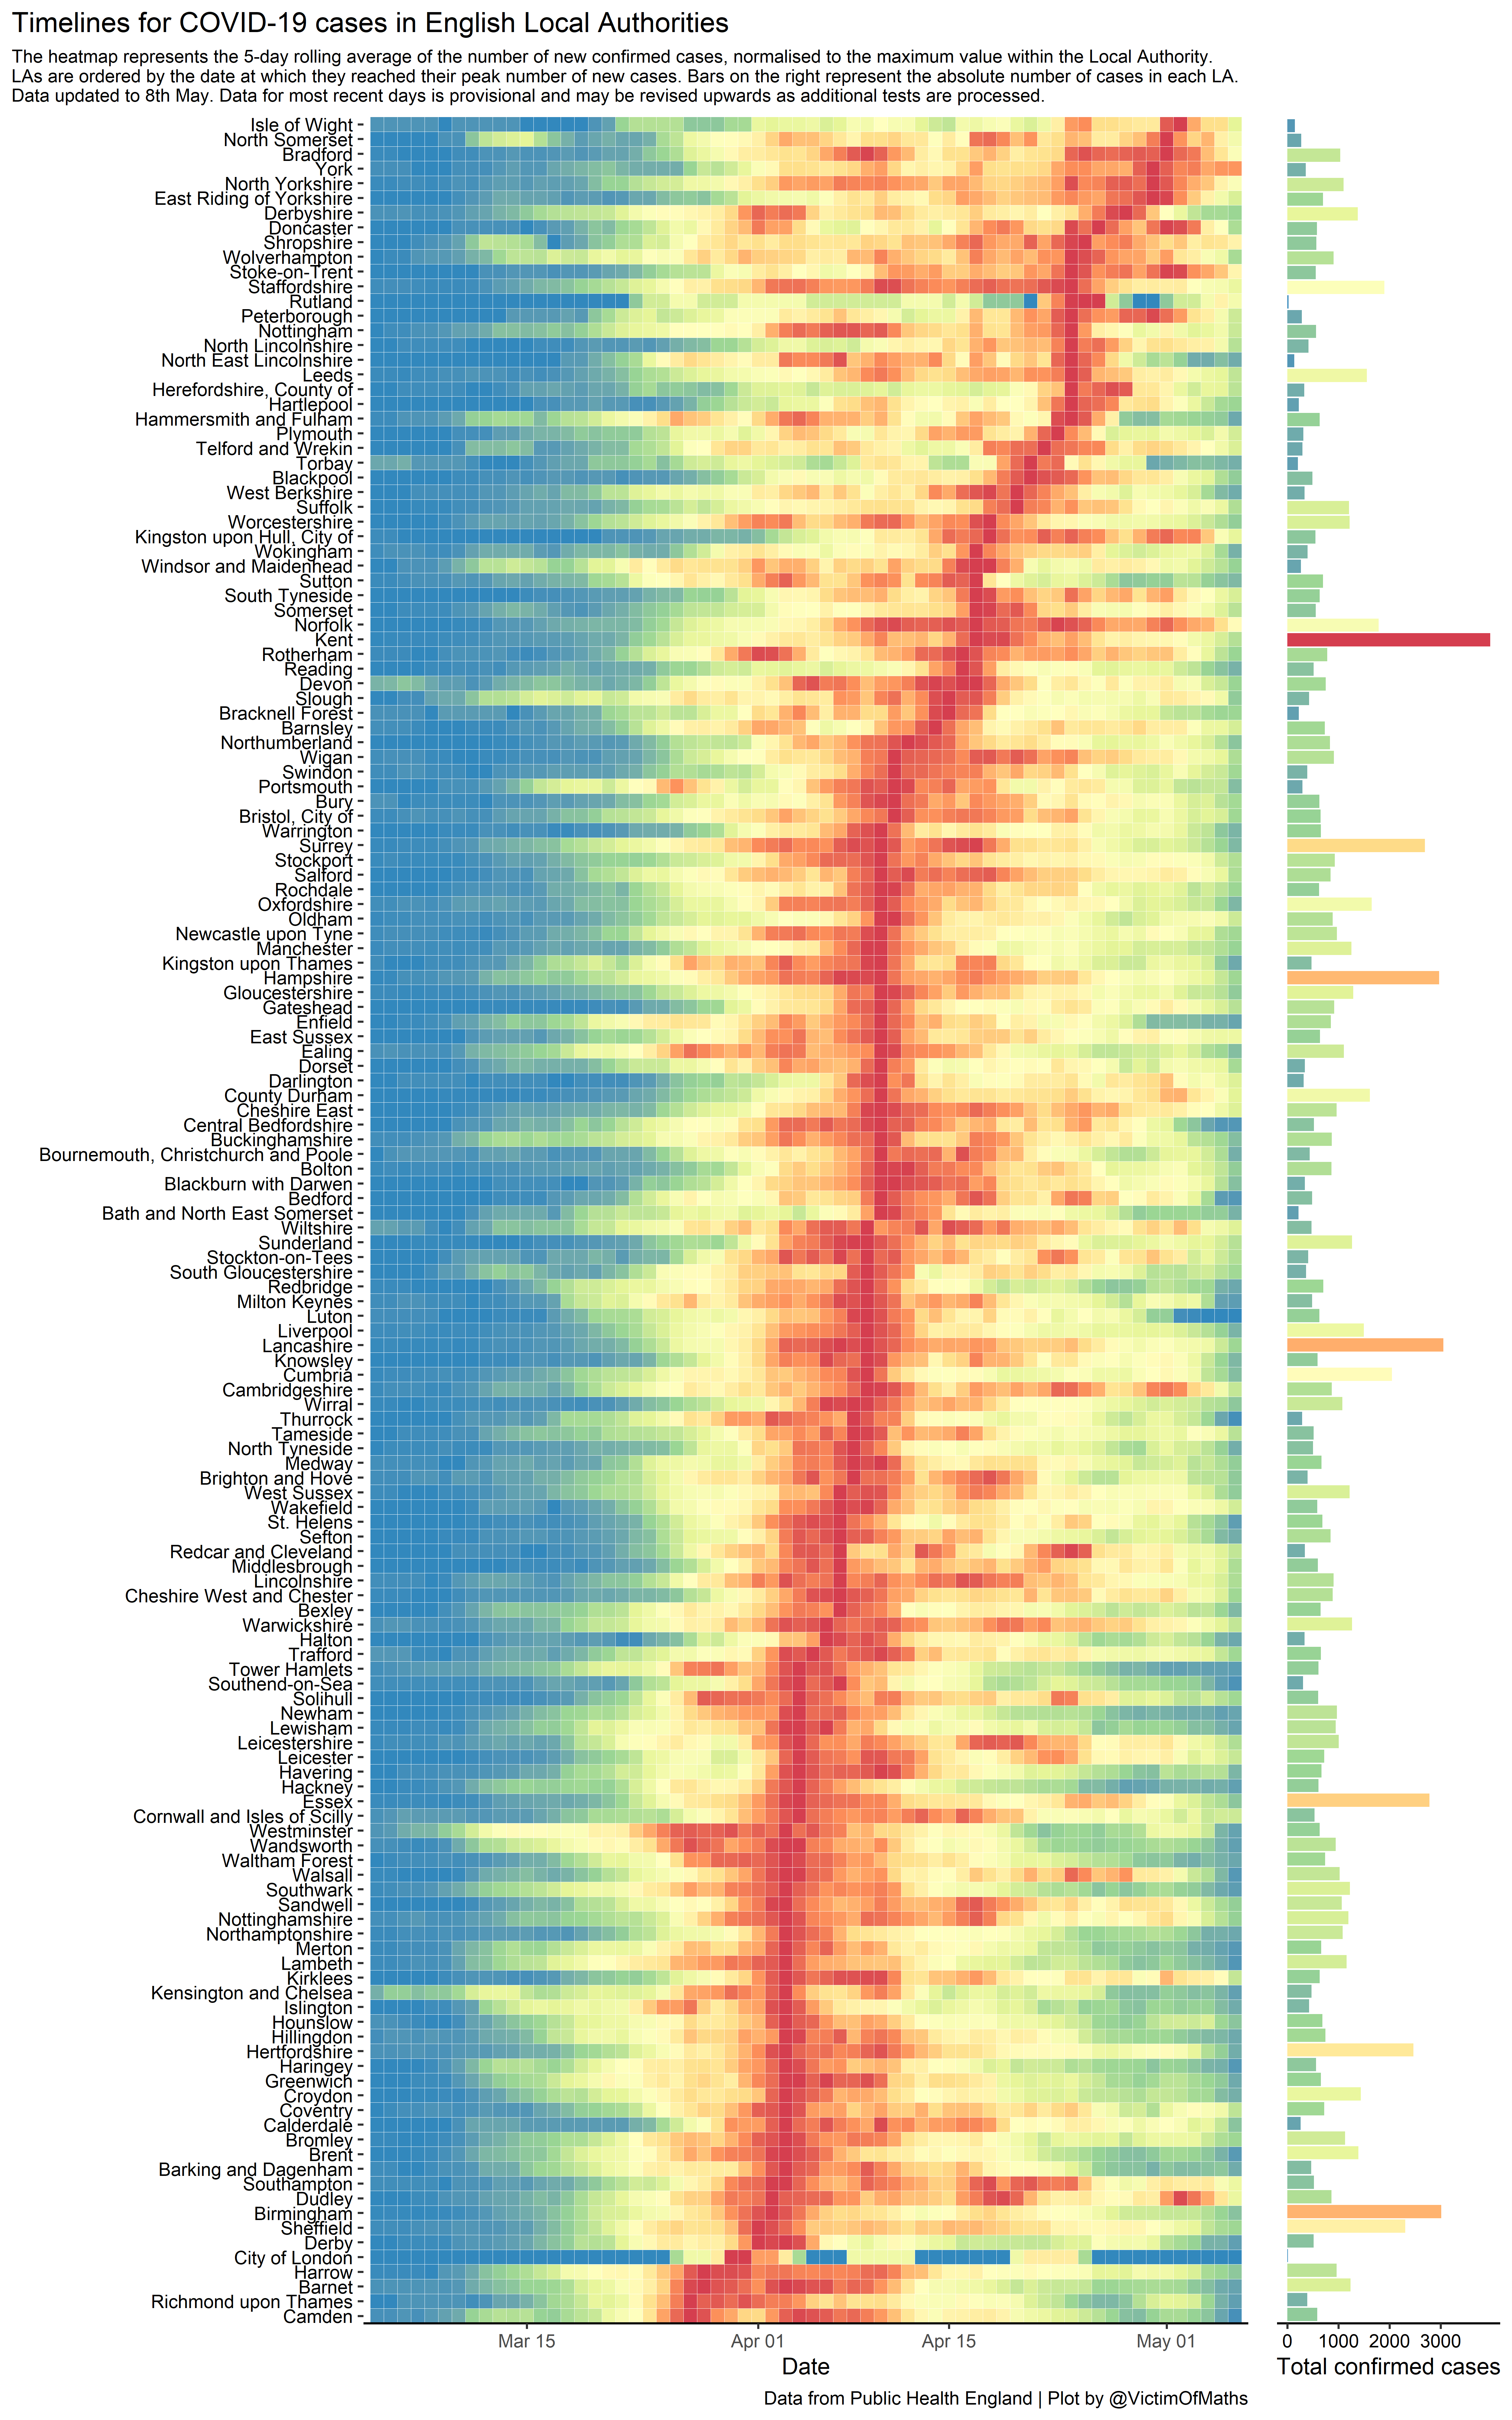 Timelines for COVID-19 cases in English Local Authorities
The heatmap represents the 5-day rolling average of the number of new confirmed cases, normalised to the maximum value within the Local Authority.
LAs are ordered by the date at which they reached their peak number of new cases. Bars on the right represent the absolute number of cases in each LA.
Data updated to 8th May. Data for most recent days is provisional and may be revised upwards as additional tests are processed.
Isle of Wight
North Somerset
Bradford
York
North Yorkshire
East Riding of Yorkshire
Derbyshire
Doncaster
Shropshire
Wolverhampton
Stoke-on-Trent
Staffordshire
Rutland
Peterborough
Nottingham
North Lincolnshire
North East Lincolnshire
Leeds
Herefordshire, County of
Hartlepool
Hammersmith and Fulham
Plymouth
Telford and Wrekin
Torbay
Blackpool
West Berkshire
Suffolk
Worcestershire
Kingston upon Hull, City of
Wokingham
Windsor and Maidenhead
Sutton
South Tyneside
Somerset
Norfolk
Kent
Rotherham
Reading
Devon
Slough
Bracknell Forest
Barnsley
Northumberland
Wigan
Swindon
Portsmouth
Bury
Bristol, City of
Warrington
Surrey
Stockport
Salford
Rochdale
Oxfordshire
Oldham
Newcastle upon Tyne
Manchester
Kingston upon Thames
Hampshire
Gloucestershire
Gateshead
Enfield
East Sussex
Ealing
Dorset
Darlington
County Durham
Cheshire East
Central Bedfordshire
Buckinghamshire
Bournemouth, Christchurch and Poole
Bolton
Blackburn with Darwen
Bedford
Bath and North East Somerset
Wiltshire
Sunderland
Stockton-on-Tees
South Gloucestershire
Redbridge
Milton Keynes
Luton
Liverpool
Lancashire
Knowsley
Cumbria
Cambridgeshire
Wirral
Thurrock
Tameside
North Tyneside
Medway
Brighton and Hove
West Sussex
Wakefield
St. Helens
Sefton
Redcar and Cleveland
Middlesbrough
Lincolnshire
Cheshire West and Chester
Bexley
Warwickshire
Halton
Trafford
Tower Hamlets
Southend-on-Sea
Solihull
Newham
Lewisham
Leicestershire
Leicester
Havering
Hackney
Essex
Cornwall and Isles of Scilly
Westminster
Wandsworth
Waltham Forest
Walsall
Southwark
Sandwell
Nottinghamshire
Northamptonshire
Merton
Lambeth
Kirklees
Kensington and Chelsea
Islington
Hounslow
Hillingdon
Hertfordshire
Haringey
Greenwich
Croydon
Coventry
Calderdale
Bromley
Brent
Barking and Dagenham
Southampton
Dudley
Birmingham
Sheffield
Derby
City of London
Harrow
Barnet
Richmond upon Thames
Camden
Mar 15 Apr 01 Apr 15 May 01
Date
0 1000 2000 3000
Total confirmed cases
Data from Public Health England | Plot by @VictimOfMaths